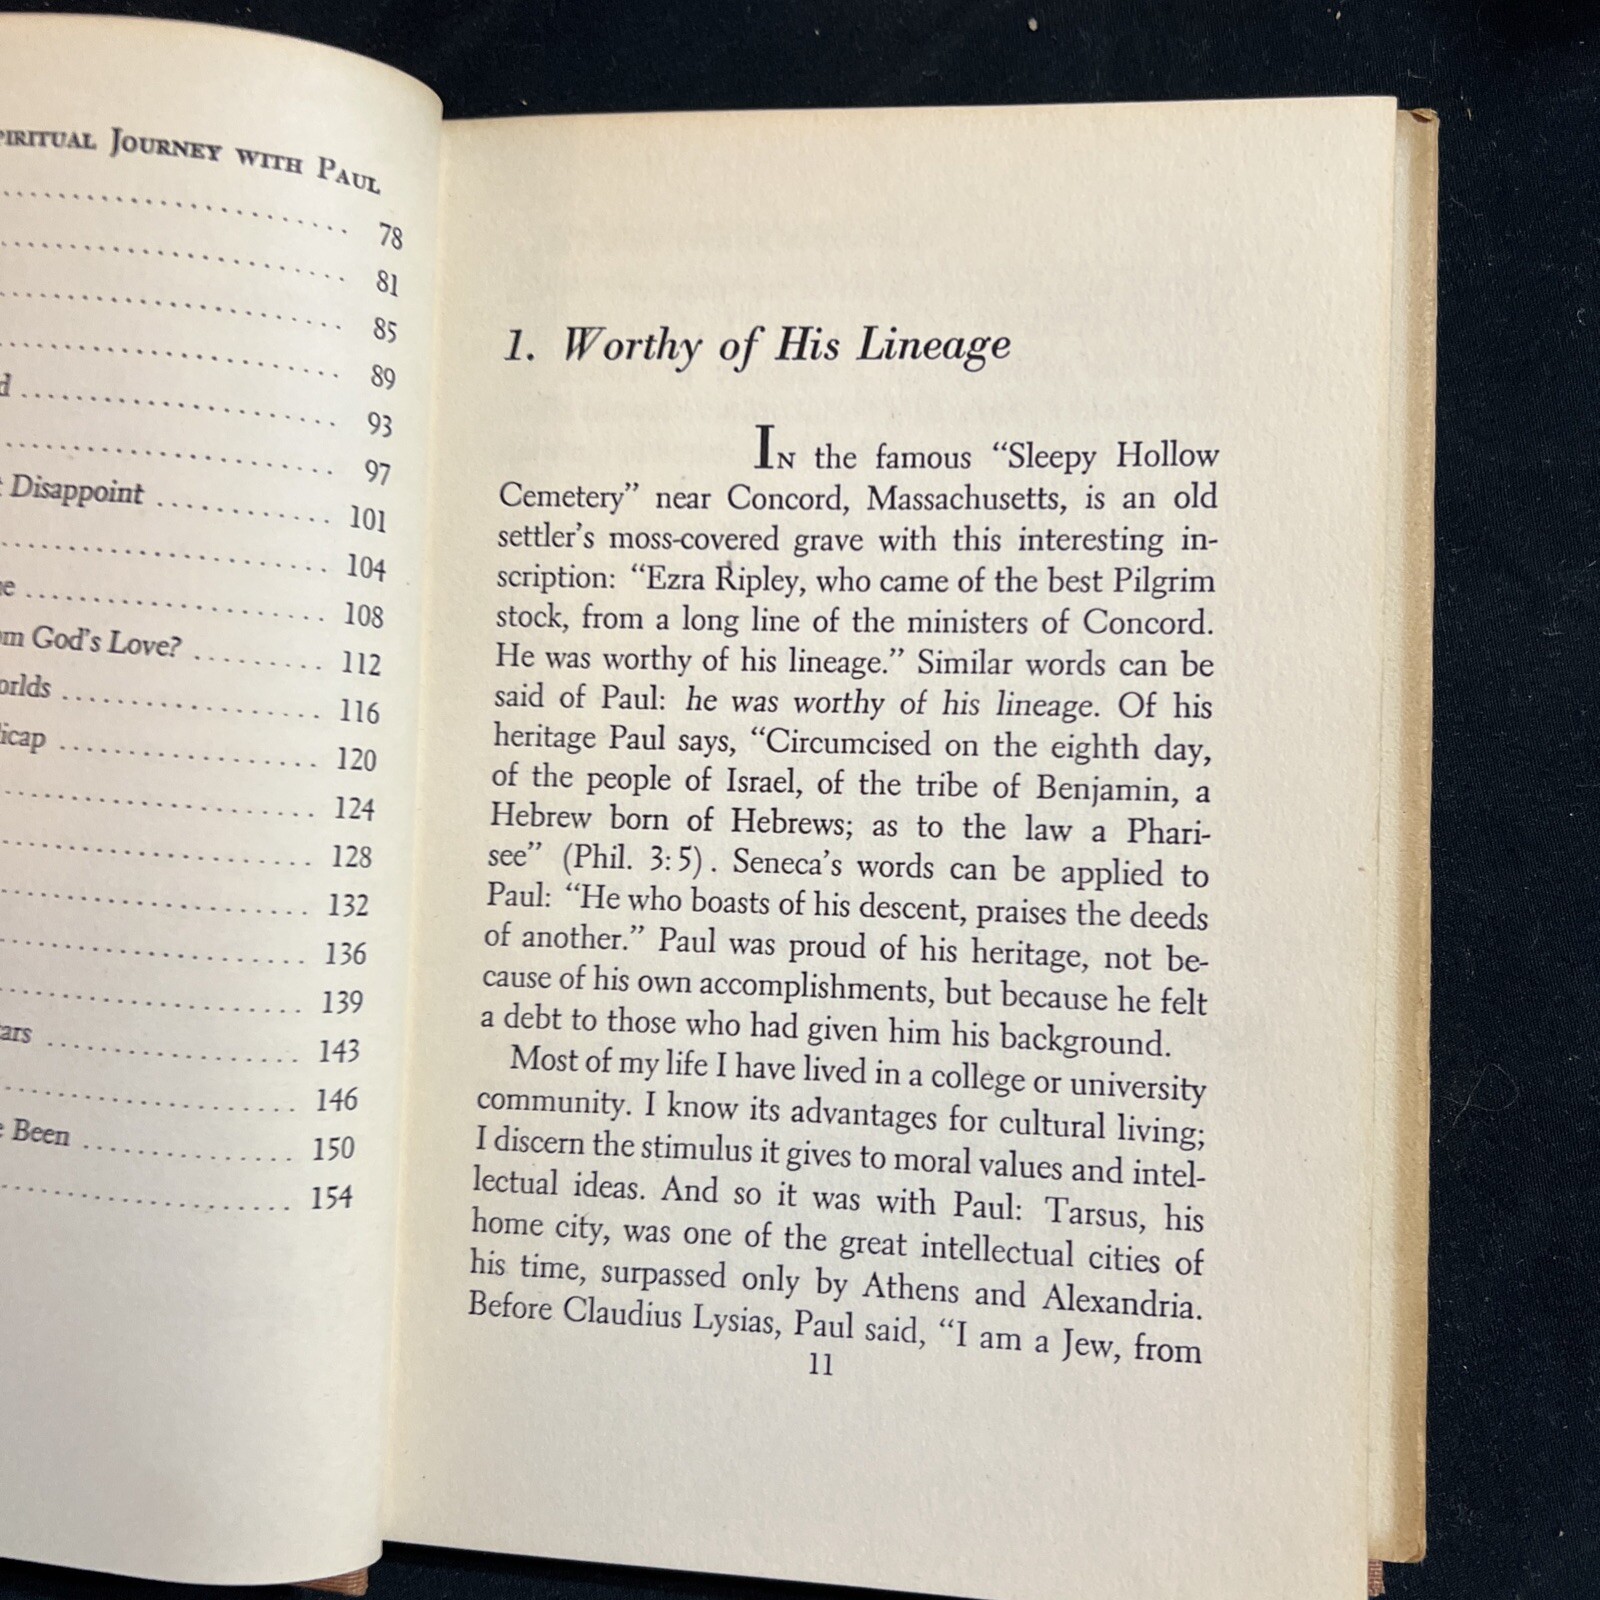 Journey with Paul
78
81
85
89
93
97
Disappoint 101
104
108
God's Love? 112
116
120
124
128
132
136
139
143
146
Been 150
154
1. Worthy of His Lineage
In the famous “Sleepy Hollow
Cemetery” near Concord, Massachusetts, is an old
settler's moss-covered grave with this interesting in-
scription: “Ezra Ripley, who came of the best Pilgrim
stock, from a long line of the ministers of Concord.
He was worthy of his lineage.” Similar words can be
said of Paul: he was worthy of his lineage. Of his
heritage Paul says, “Circumcised on the eighth day,
of the people of Israel, of the tribe of Benjamin, a
Hebrew born of Hebrews; as to the law a Phari-
see” (Phil. 3:5). Seneca's words can be applied to
Paul: “He who boasts of his descent, praises the deeds
of another.” Paul was proud of his heritage, not be-
cause of his own accomplishments, but because he felt
a debt to those who had given him his background.
Most of my life I have lived in a college or university
community. I know its advantages for cultural living;
I discern the stimulus it gives to moral values and intel-
lectual ideas. And so it was with Paul: Tarsus, his
home city, was one of the great intellectual cities of
his time, surpassed only by Athens and Alexandria.
Before Claudius Lysias, Paul said, “I am a Jew, from
11